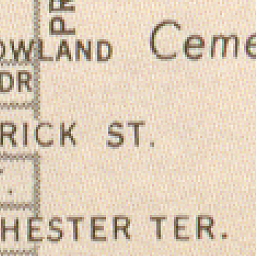 PR
OWLAND Ceme
DR
RICK ST.
T.
HESTER TER.